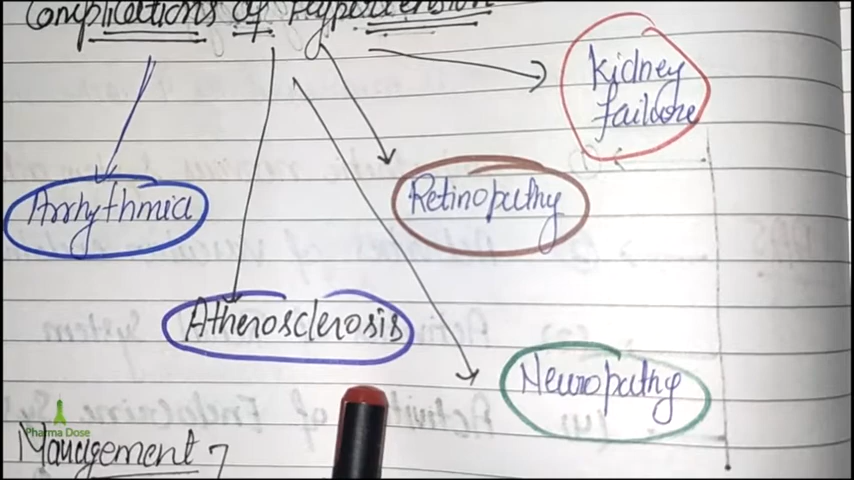 Complications of Hypertension
Kidney
failure
Arrhythmia
Retinopathy
Atherosclerosis
Neuropathy
Pharma Dose
Management